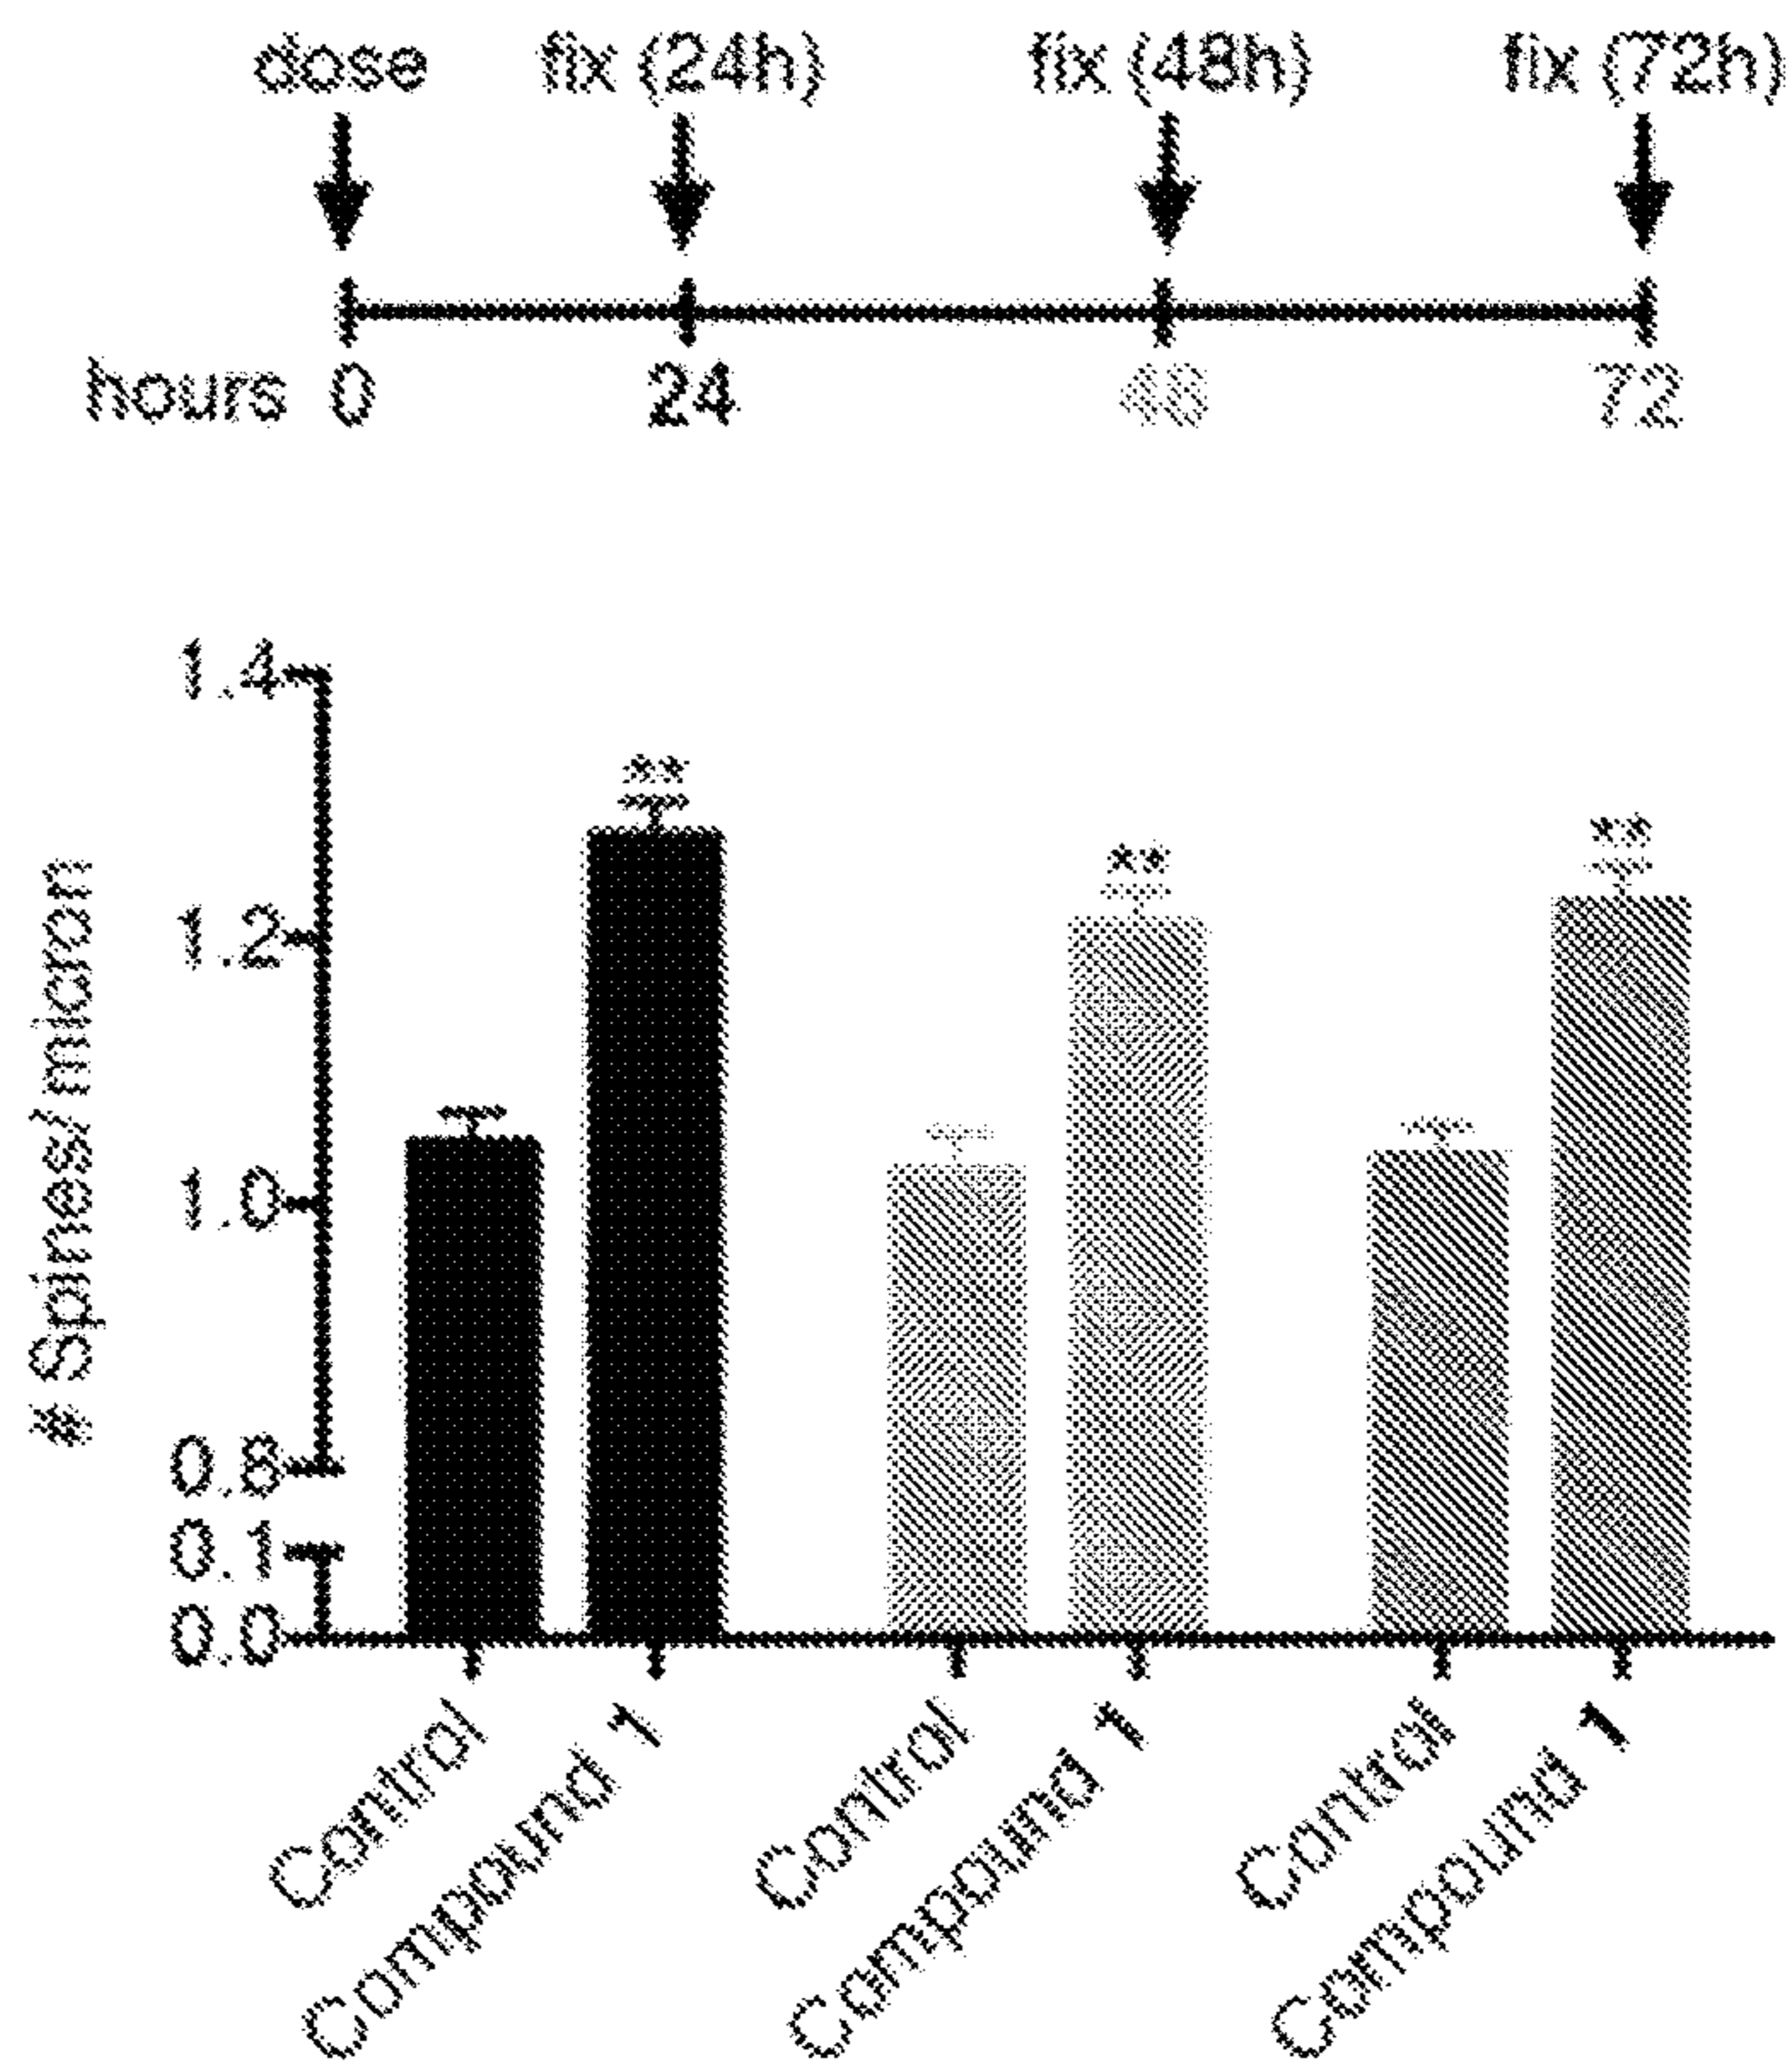 dose fix (24h) fix (48h) fix (72h)
hours 0 24 48 72
# Spines/micron
1.4
1.2
1.0
0.8
0.1
0.0
**
**
**
Control
Compound 1
Control
Compound 1
Control
Compound 1